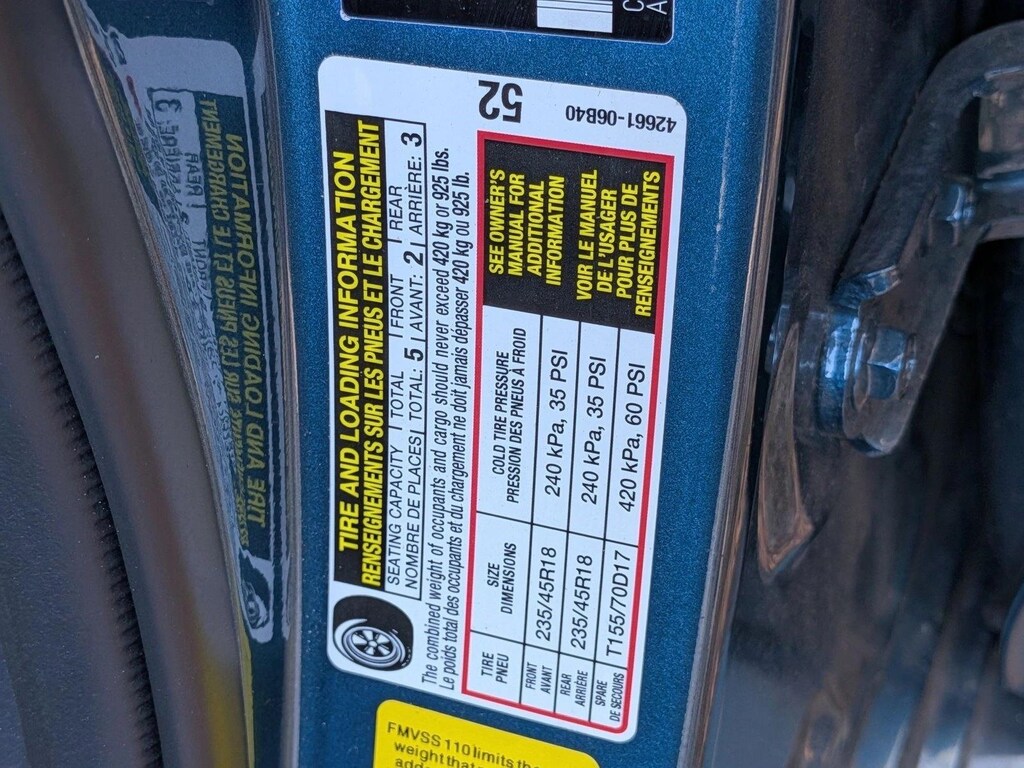 TIRE AND LOADING INFORMATION
RENSEIGNEMENTS SUR LES PNEUS ET LE CHARGEMENT
SEATING CAPACITY | TOTAL | FRONT | REAR
NOMBRE DE PLACES | TOTAL: 5 | AVANT: 2 | ARRIÈRE: 3
The combined weight of occupants and cargo should never exceed 420 kg or 925 lbs.
Le poids total des occupants et du chargement ne doit jamais dépasser 420 kg ou 925 lb.
52
42661-06B40
TIRE
PNEU
SIZE
DIMENSIONS
COLD TIRE PRESSURE
PRESSION DES PNEUS À FROID
FRONT
AVANT
235/45R18
240 kPa, 35 PSI
REAR
ARRIÈRE
235/45R18
240 kPa, 35 PSI
SPARE
DE SECOURS
T155/70D17
420 kPa, 60 PSI
SEE OWNER'S
MANUAL FOR
ADDITIONAL
INFORMATION
VOIR LE MANUEL
DE L'USAGER
POUR PLUS DE
RENSEIGNEMENTS
FMVSS 110 limits the
weight that
adde
C
A